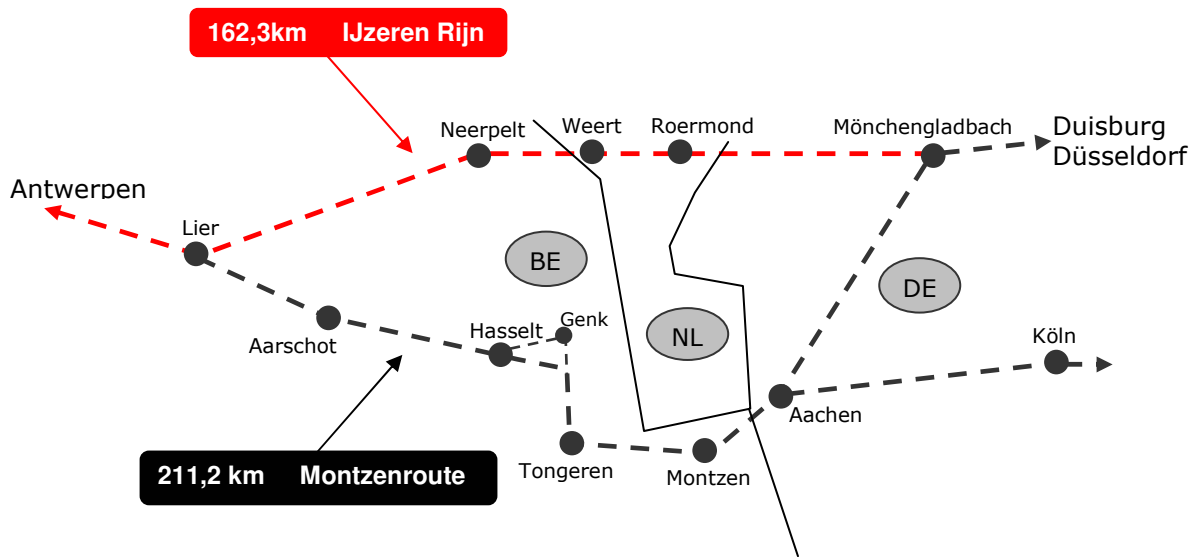 162,3km IJzeren Rijn
Neerpelt
Weert
Roermond
Mönchengladbach
Duisburg
Düsseldorf
Antwerpen
Lier
BE
DE
Aarschot
Hasselt
Genk
NL
Köln
Aachen
Tongeren
Montzen
211,2 km Montzenroute